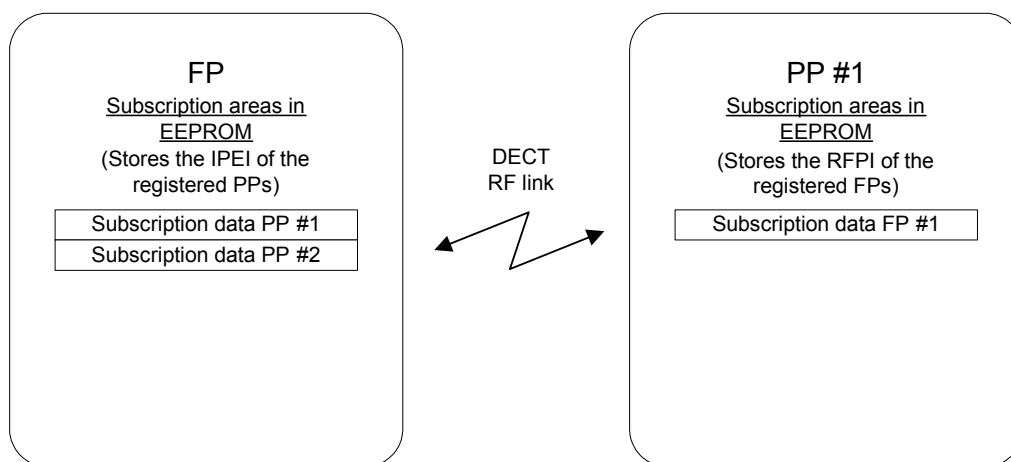 FP
Subscription areas in
EEPROM
(Stores the IPEI of the
registered PPs)
Subscription data PP #1
Subscription data PP #2
DECT
RF link
PP #1
Subscription areas in
EEPROM
(Stores the RFPI of the
registered FPs)
Subscription data FP #1